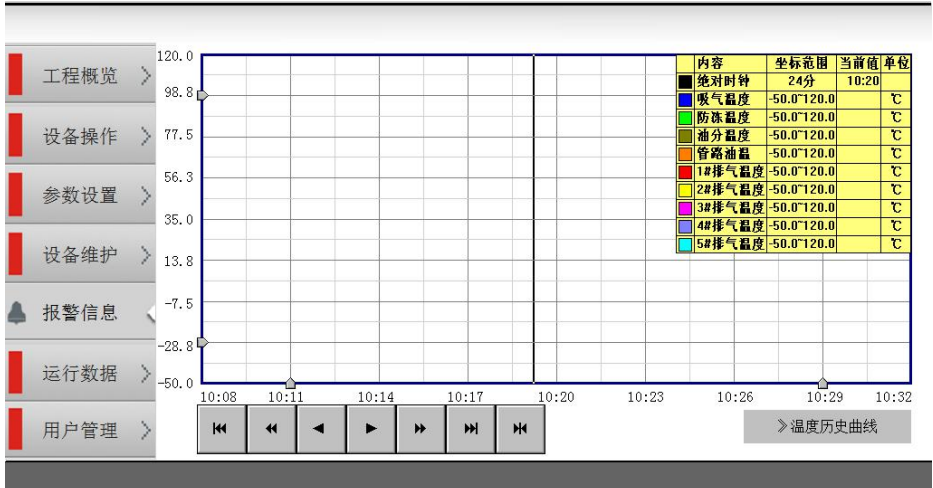 工程概览
设备操作
参数设置
设备维护
报警信息
运行数据
用户管理
120.0
98.8
77.5
56.3
35.0
13.8
-7.5
-28.8
-50.0
内容 坐标范围 当前值 单位
绝对时钟 24分 10:20
吸气温度 -50.0~120.0 ℃
防冻温度 -50.0~120.0 ℃
油分温度 -50.0~120.0 ℃
管路油温 -50.0~120.0 ℃
1#排气温度 -50.0~120.0 ℃
2#排气温度 -50.0~120.0 ℃
3#排气温度 -50.0~120.0 ℃
4#排气温度 -50.0~120.0 ℃
5#排气温度 -50.0~120.0 ℃
10:08 10:11 10:14 10:17 10:20 10:23 10:26 10:29 10:32
》温度历史曲线